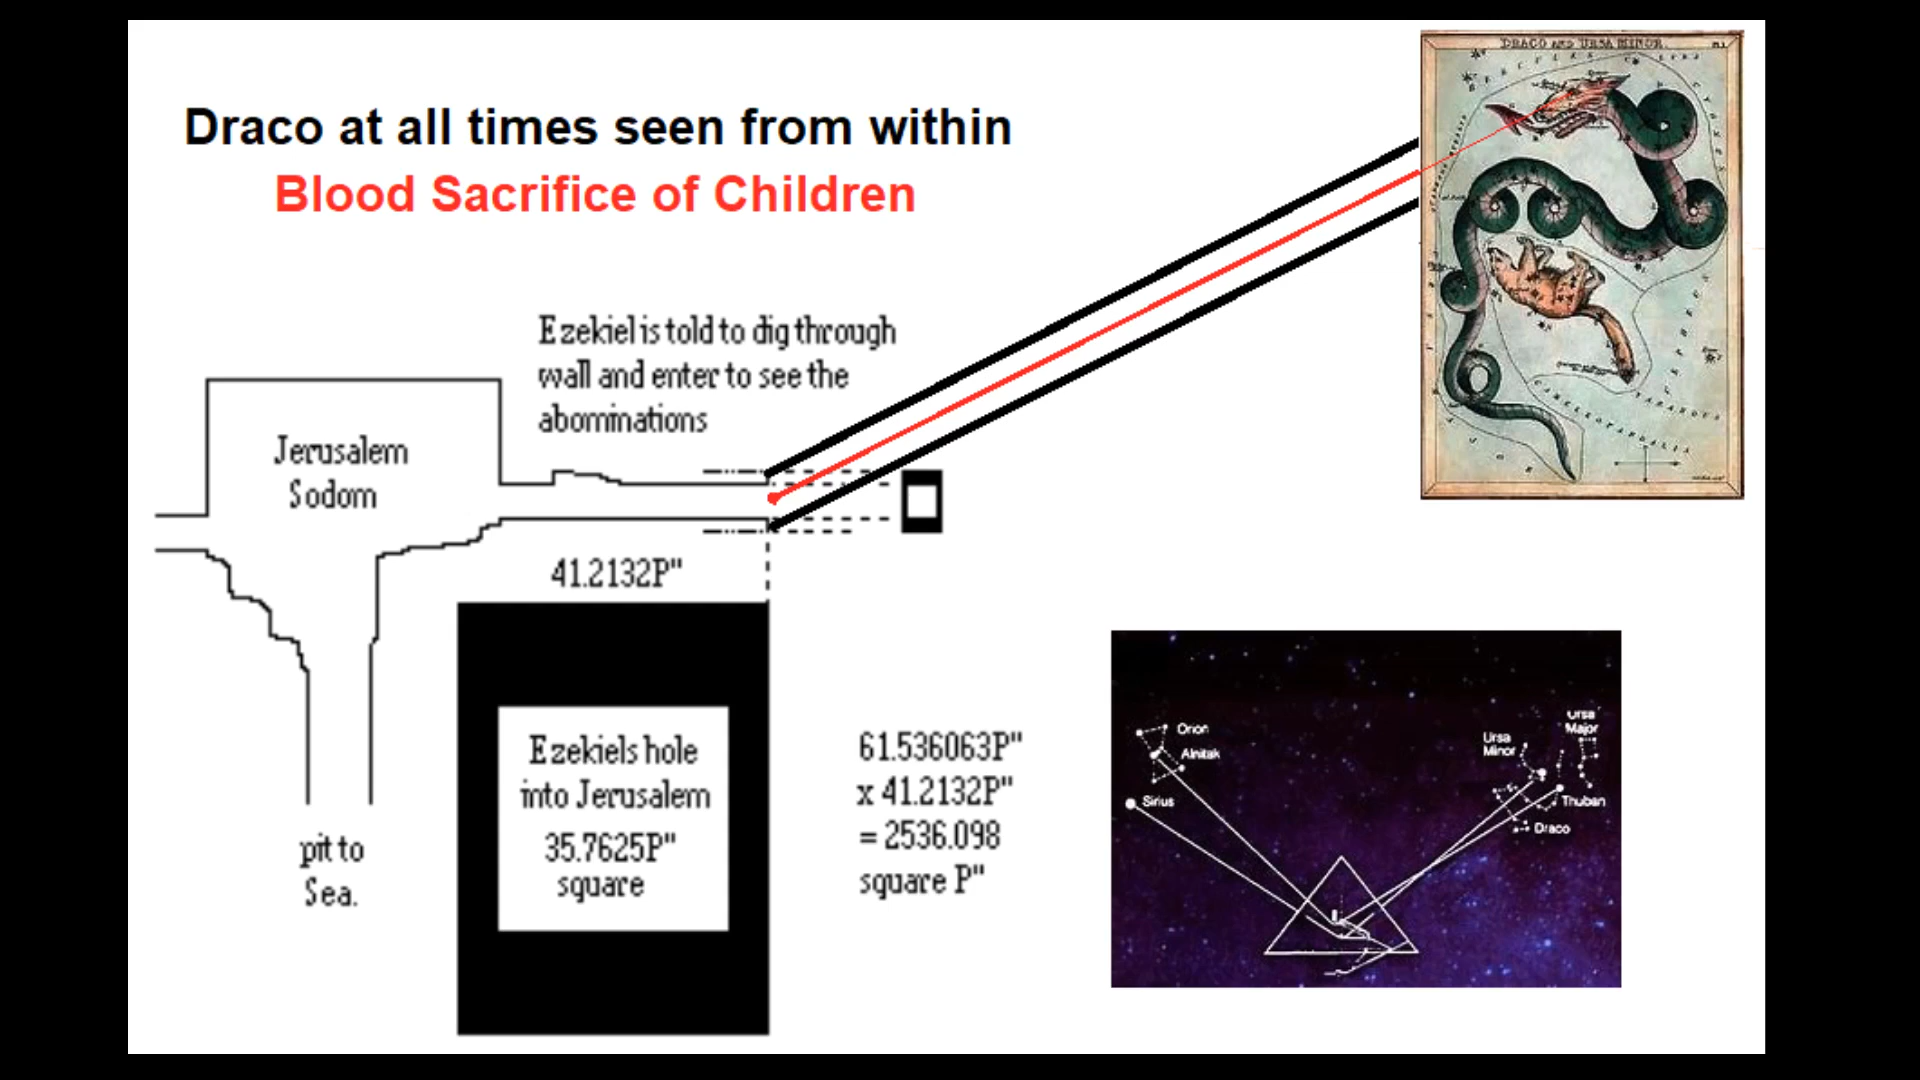 Draco at all times seen from within
Blood Sacrifice of Children
DRACO AND URSA MINOR.
Ezekiel is told to dig through
wall and enter to see the
abominations
Jerusalem
Sodom
41.2132P"
Ezekiels hole
into Jerusalem
35.7625P"
square
pit to
Sea.
61.536063P"
x 41.2132P"
= 2536.098
square P"
Orion
Alnitak
Sirius
Ursa
Minor
Ursa
Major
Thuban
Draco